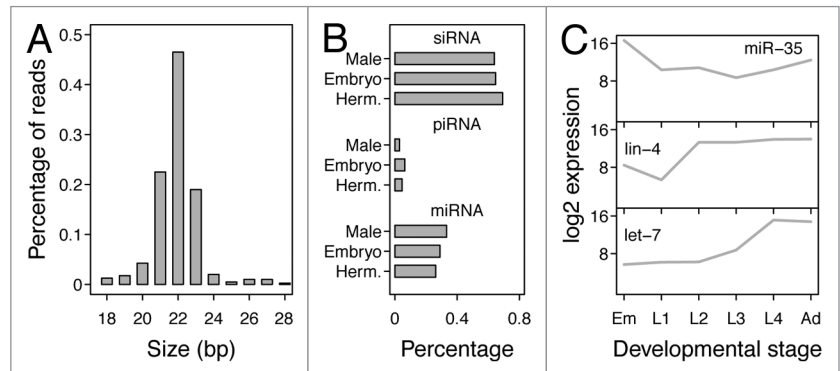 A
Percentage of reads
0.5
0.4
0.3
0.2
0.1
0
18 20 22 24 26 28
Size (bp)
B
siRNA
Male
Embryo
Herm.
piRNA
Male
Embryo
Herm.
miRNA
Male
Embryo
Herm.
0 0.4 0.8
Percentage
C
log2 expression
miR-35
16
8
lin-4
16
8
let-7
16
8
Em L1 L2 L3 L4 Ad
Developmental stage